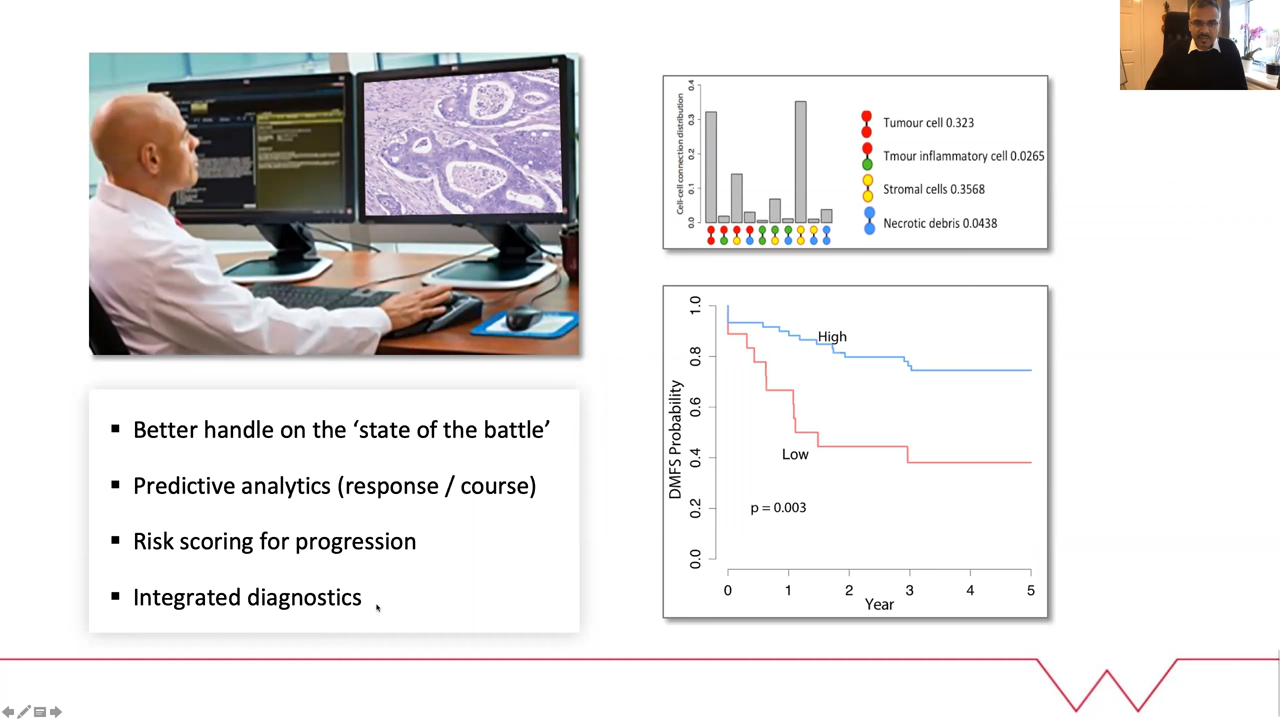 Better handle on the ‘state of the battle’
Predictive analytics (response / course)
Risk scoring for progression
Integrated diagnostics
Cell-cell connection distribution
0.4
0.3
0.2
0.1
0.0
Tumour cell 0.323
Tmour inflammatory cell 0.0265
Stromal cells 0.3568
Necrotic debris 0.0438
DMFS Probability
1.0
0.8
0.6
0.4
0.2
0.0
High
Low
p = 0.003
0 1 2 3 4 5
Year